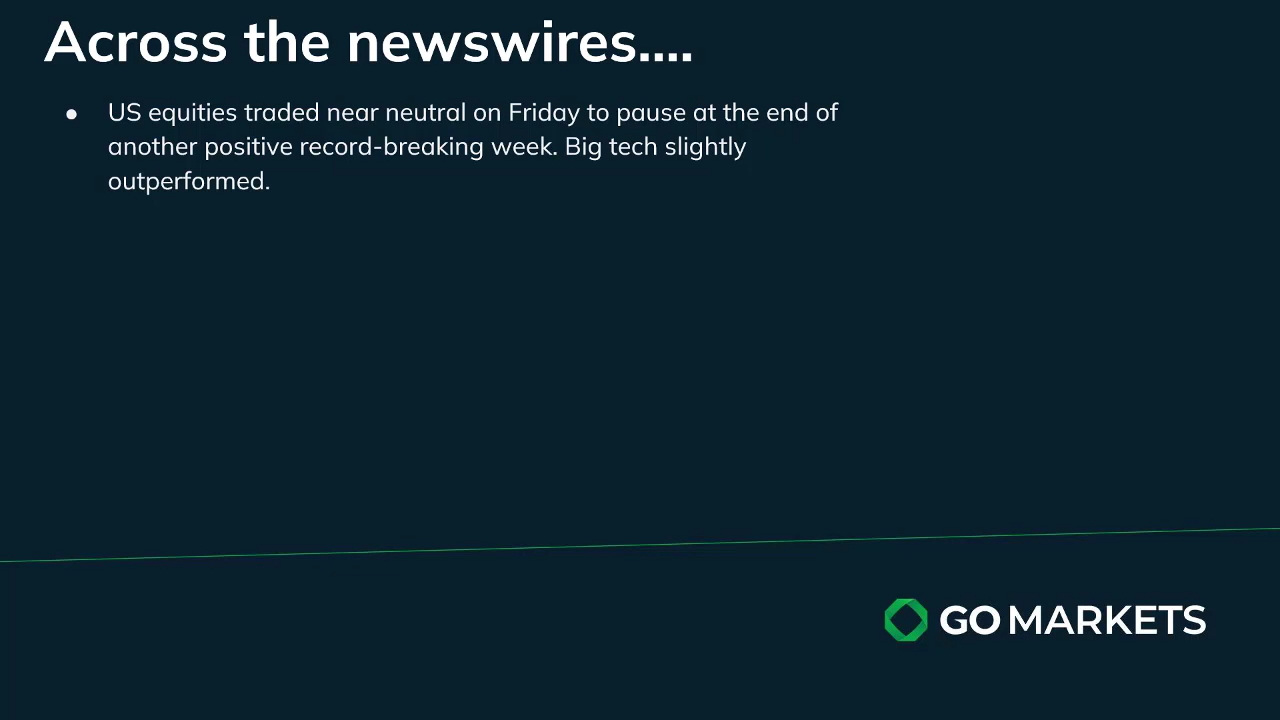 Across the newswires....
● US equities traded near neutral on Friday to pause at the end of
another positive record-breaking week. Big tech slightly
outperformed.
GO MARKETS